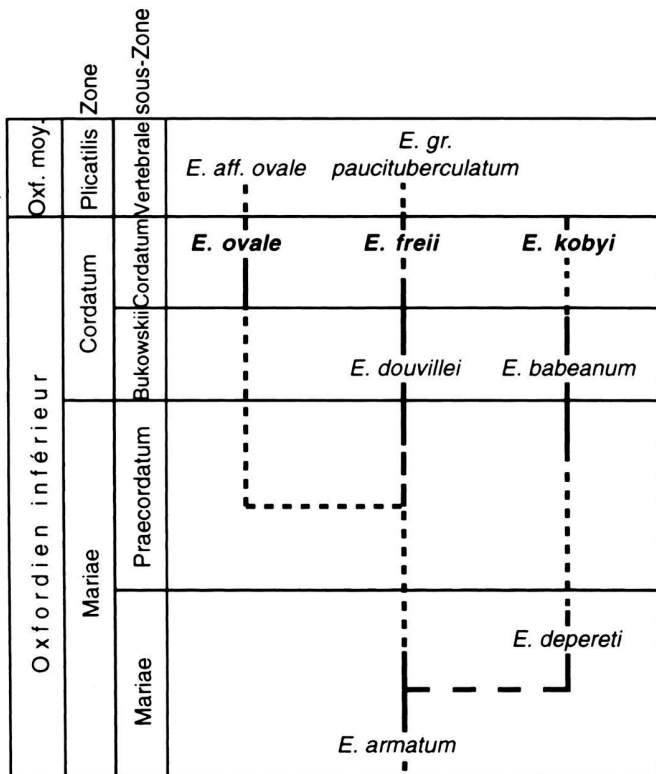 Zone
sous-Zone
Oxf. moy.
Plicatilis
Vertebrale
E. aff. ovale
E. gr.
paucituberculatum
Oxfordien inférieur
Cordatum
Cordatum
E. ovale
E. freii
E. kobyi
Bukowskii
E. douvillei
E. babeanum
Mariae
Praecordatum
Mariae
E. depereti
E. armatum